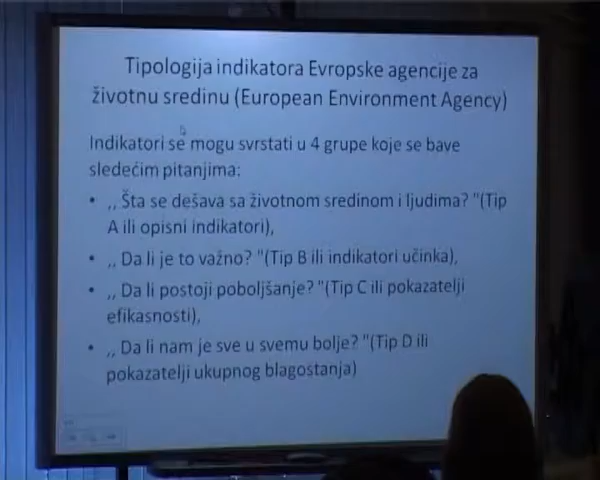 Tipologija indikatora Evropske agencije za
životnu sredinu (European Environment Agency)
Indikatori se mogu svrstati u 4 grupe koje se bave
sledećim pitanjima:
• ,, Šta se dešava sa životnom sredinom i ljudima? "(Tip
A ili opisni indikatori),
• ,, Da li je to važno? "(Tip B ili indikatori učinka),
• ,, Da li postoji poboljšanje? "(Tip C ili pokazatelji
efikasnosti),
• ,, Da li nam je sve u svemu bolje? "(Tip D ili
pokazatelji ukupnog blagostanja)